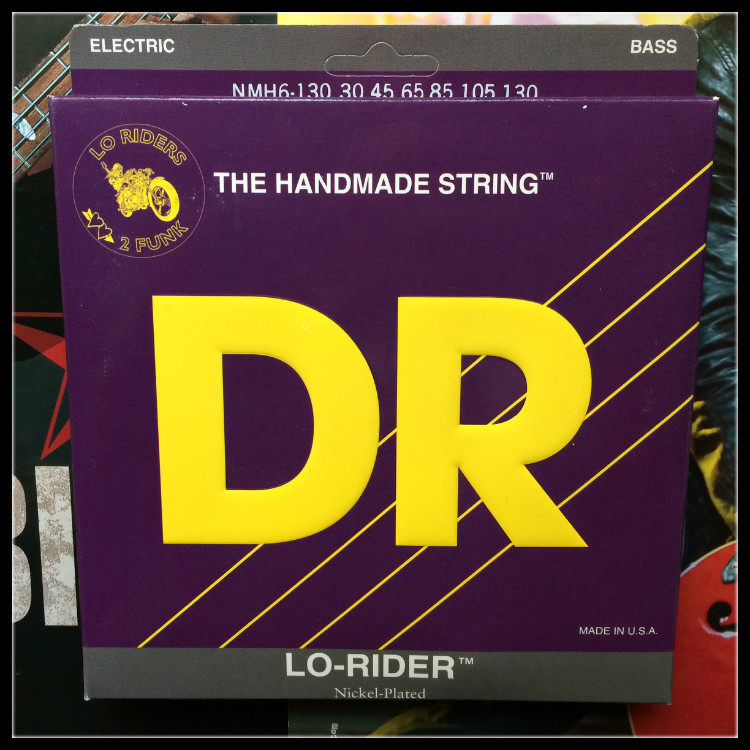 ELECTRIC
BASS
NMH6-130 30 45 65 85 105 130
LO RIDERS
2 FUNK
THE HANDMADE STRING™
DR
MADE IN U.S.A.
LO-RIDER™
Nickel-Plated